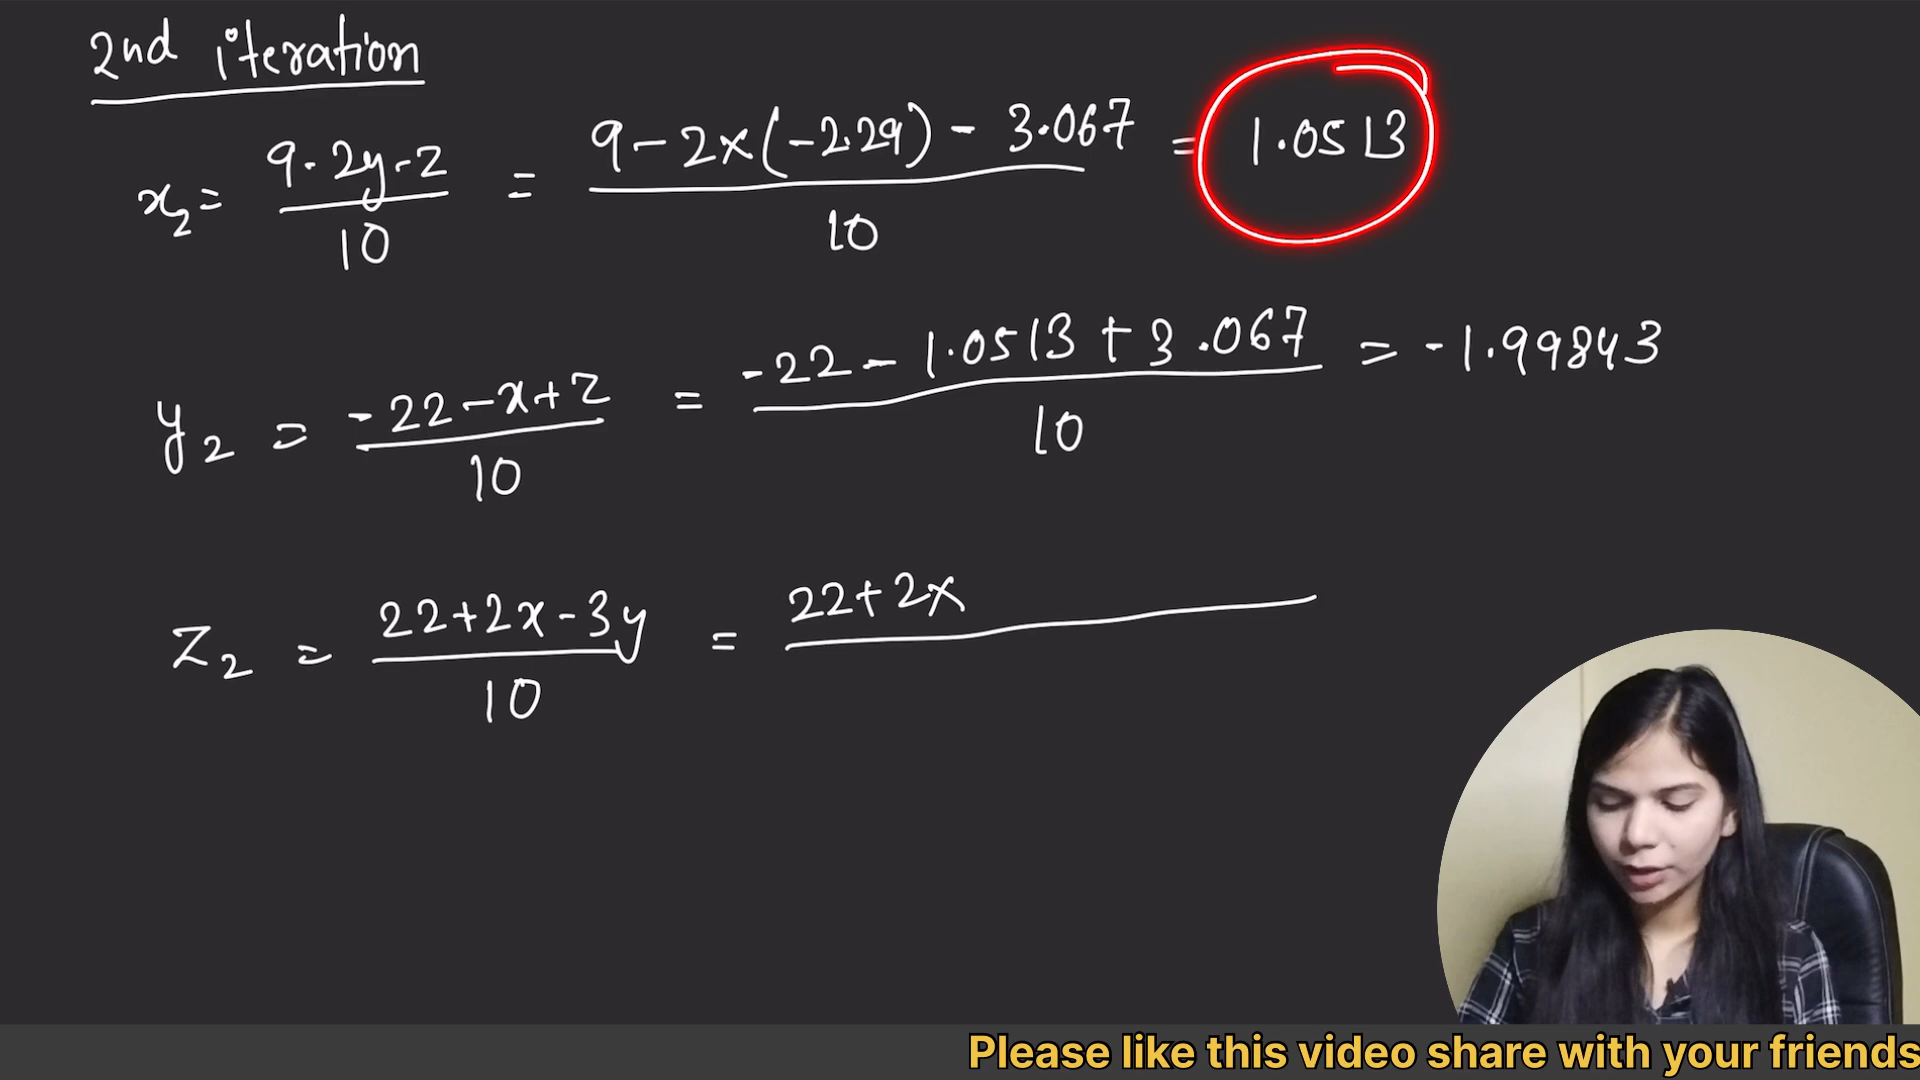 2nd iteration
x₂ = (9-2y-z)/10 = (9-2×(-2.29)-3.067)/10 = 1.0513
y₂ = (-22-x+z)/10 = (-22-1.0513+3.067)/10 = -1.99843
z₂ = (22+2x-3y)/10 = 22+2×
Please like this video share with your friends